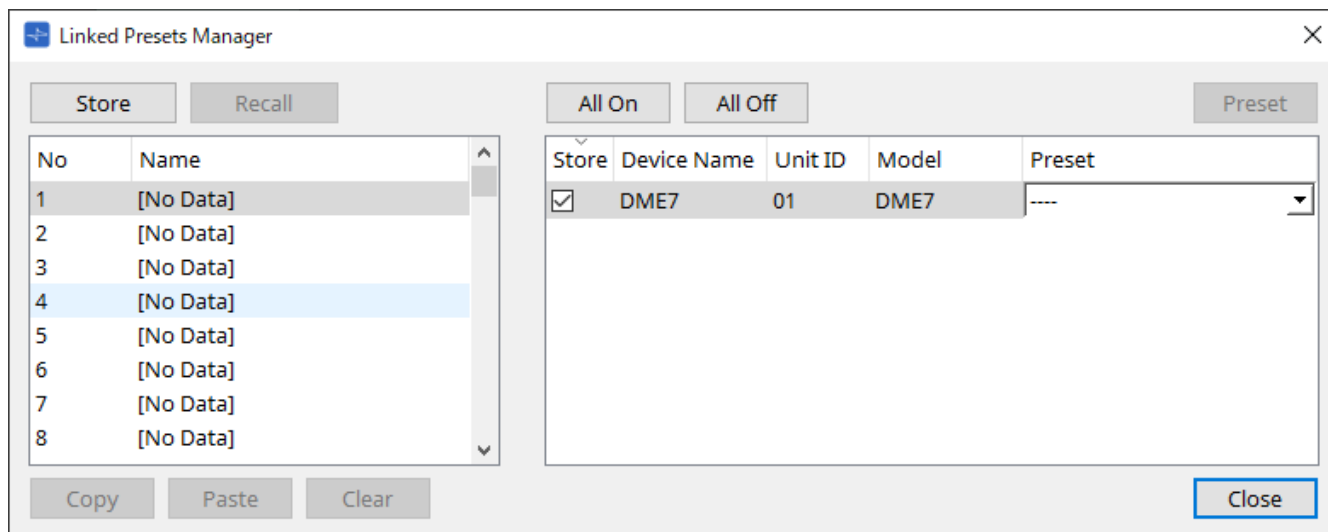 Linked Presets Manager
Store Recall All On All Off Preset
No Name Store Device Name Unit ID Model Preset
1 [No Data] DME7 01 DME7 ----
2 [No Data]
3 [No Data]
4 [No Data]
5 [No Data]
6 [No Data]
7 [No Data]
8 [No Data]
Copy Paste Clear Close